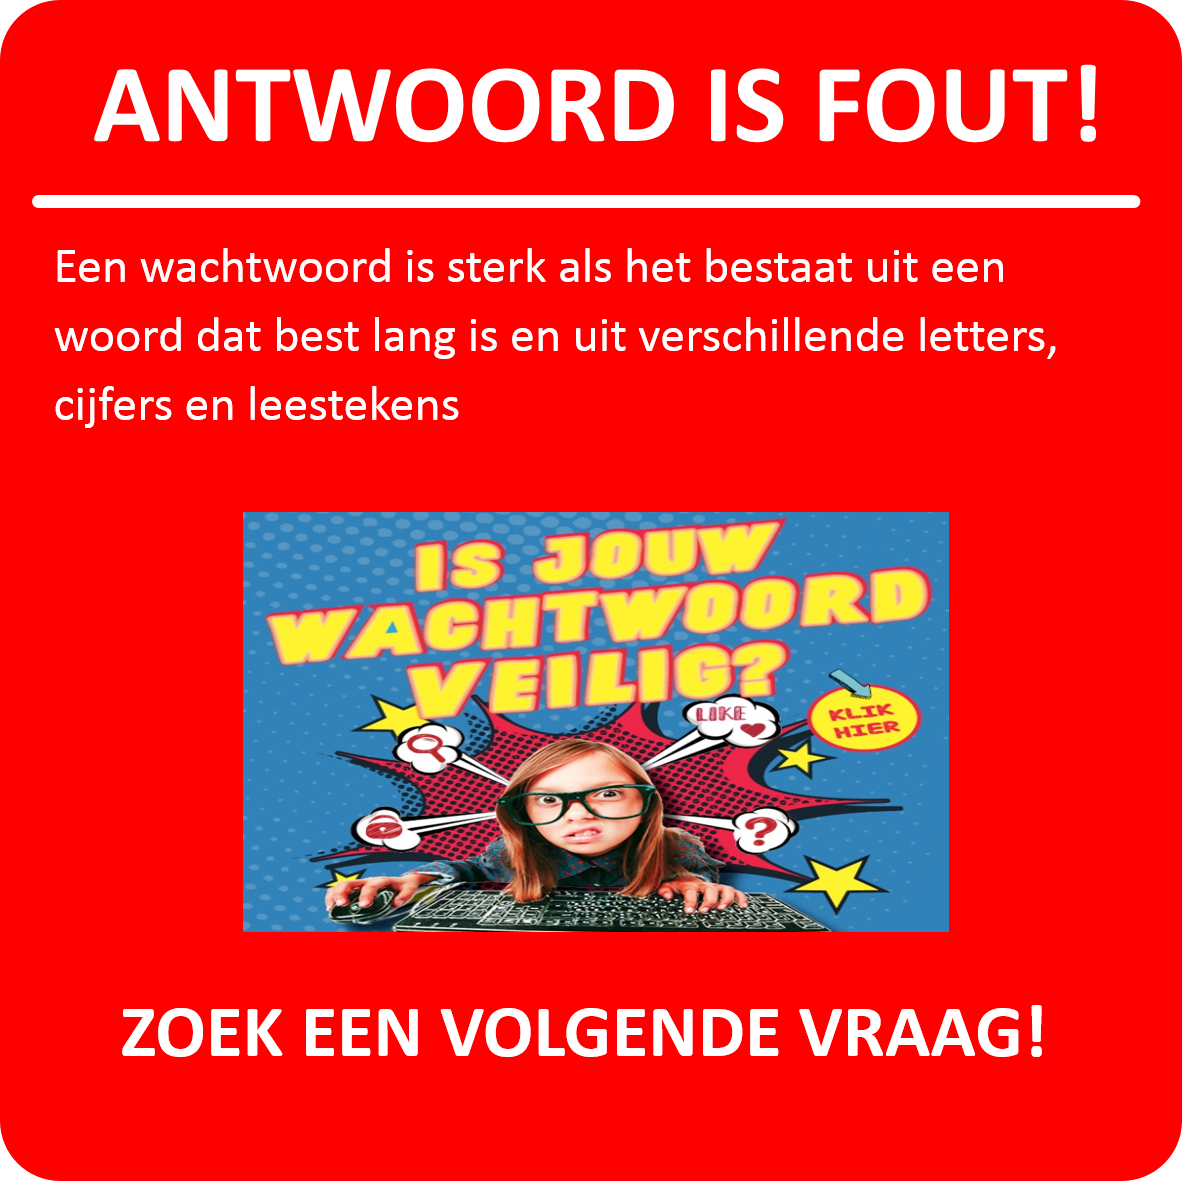 ANTWOORD IS FOUT!
Een wachtwoord is sterk als het bestaat uit een
woord dat best lang is en uit verschillende letters,
cijfers en leestekens
IS JOUW
WACHTWOORD
VEILIG?
LIKE
KLIK
HIER
?
ZOEK EEN VOLGENDE VRAAG!